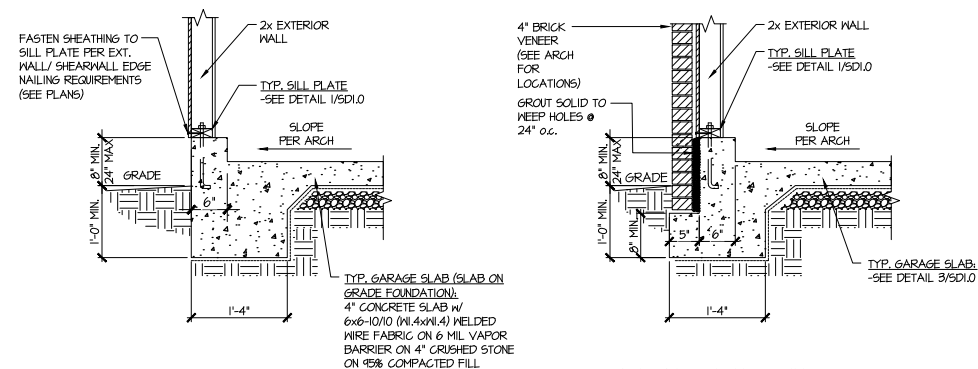 FASTEN SHEATHING TO
SILL PLATE PER EXT.
WALL/ SHEARWALL EDGE
NAILING REQUIREMENTS
(SEE PLANS)
2x EXTERIOR
WALL
TYP. SILL PLATE
-SEE DETAIL 1/SD1.0
SLOPE
PER ARCH
8" MIN.
24" MAX
GRADE
1'-0" MIN.
6"
1'-4"
TYP. GARAGE SLAB (SLAB ON
GRADE FOUNDATION):
4" CONCRETE SLAB W/
6x6-10/10 (W1.4xW1.4) WELDED
WIRE FABRIC ON 6 MIL VAPOR
BARRIER ON 4" CRUSHED STONE
ON 95% COMPACTED FILL
4" BRICK
VENEER
(SEE ARCH
FOR
LOCATIONS)
GROUT SOLID TO
WEEP HOLES @
24" o.c.
2x EXTERIOR WALL
TYP. SILL PLATE
-SEE DETAIL 1/SD1.0
SLOPE
PER ARCH
8" MIN.
24" MAX
GRADE
1'-0" MIN.
8" MIN.
5"
6"
1'-4"
TYP. GARAGE SLAB:
-SEE DETAIL 3/SD1.0